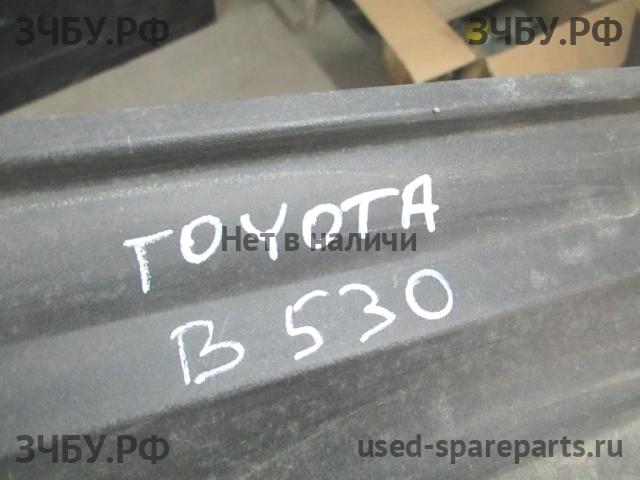 ЗЧБУ.РФ ЗЧБУ.РФ
TOYOTA
Нет в наличи
B 530
ЗЧБУ.РФ used-spareparts.ru